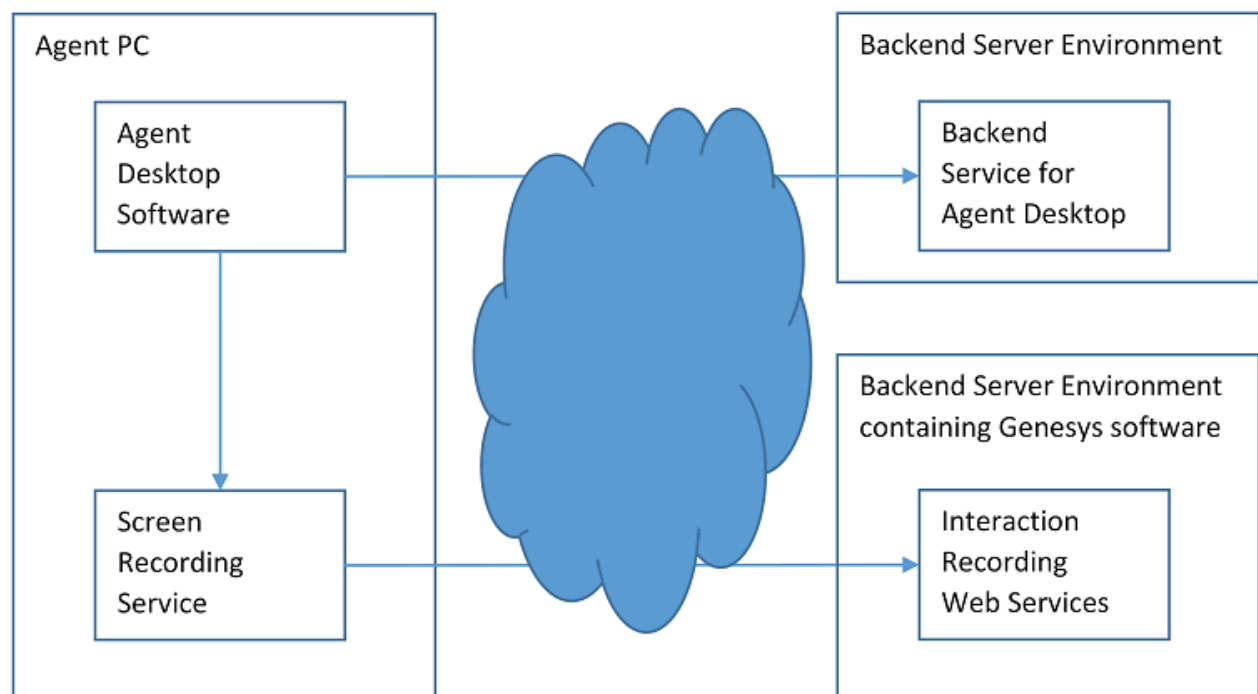 Agent PC
Agent
Desktop
Software
Screen
Recording
Service
Backend Server Environment
Backend
Service for
Agent Desktop
Backend Server Environment
containing Genesys software
Interaction
Recording
Web Services